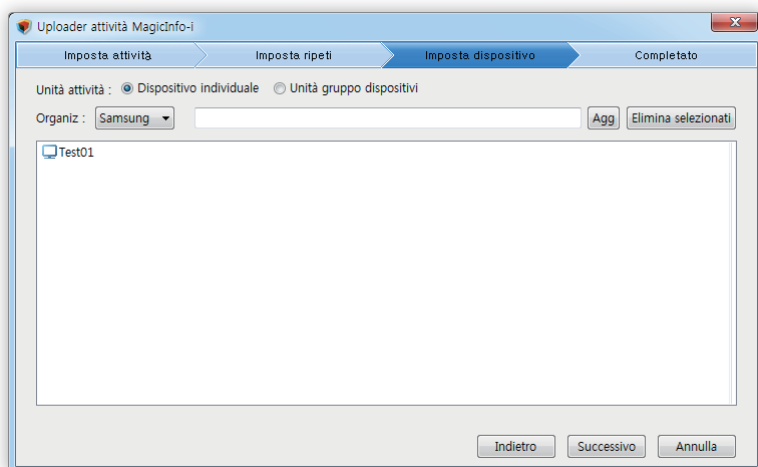 Uploader attività MagicInfo-i
Imposta attività Imposta ripeti Imposta dispositivo Completato
Unità attività : Dispositivo individuale Unità gruppo dispositivi
Organiz : Samsung Agg Elimina selezionati
Test01
Indietro Successivo Annulla